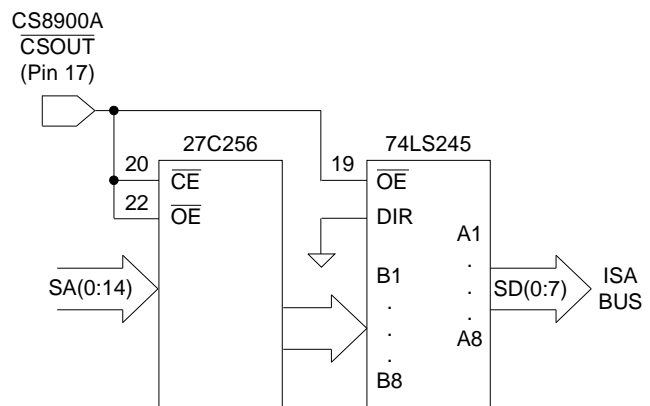 CS8900A
CSOUT
(Pin 17)
27C256
74LS245
20
CE
19
OE
22
OE
DIR
A1
.
.
.
A8
SA(0:14)
B1
.
.
.
B8
SD(0:7)
ISA
BUS